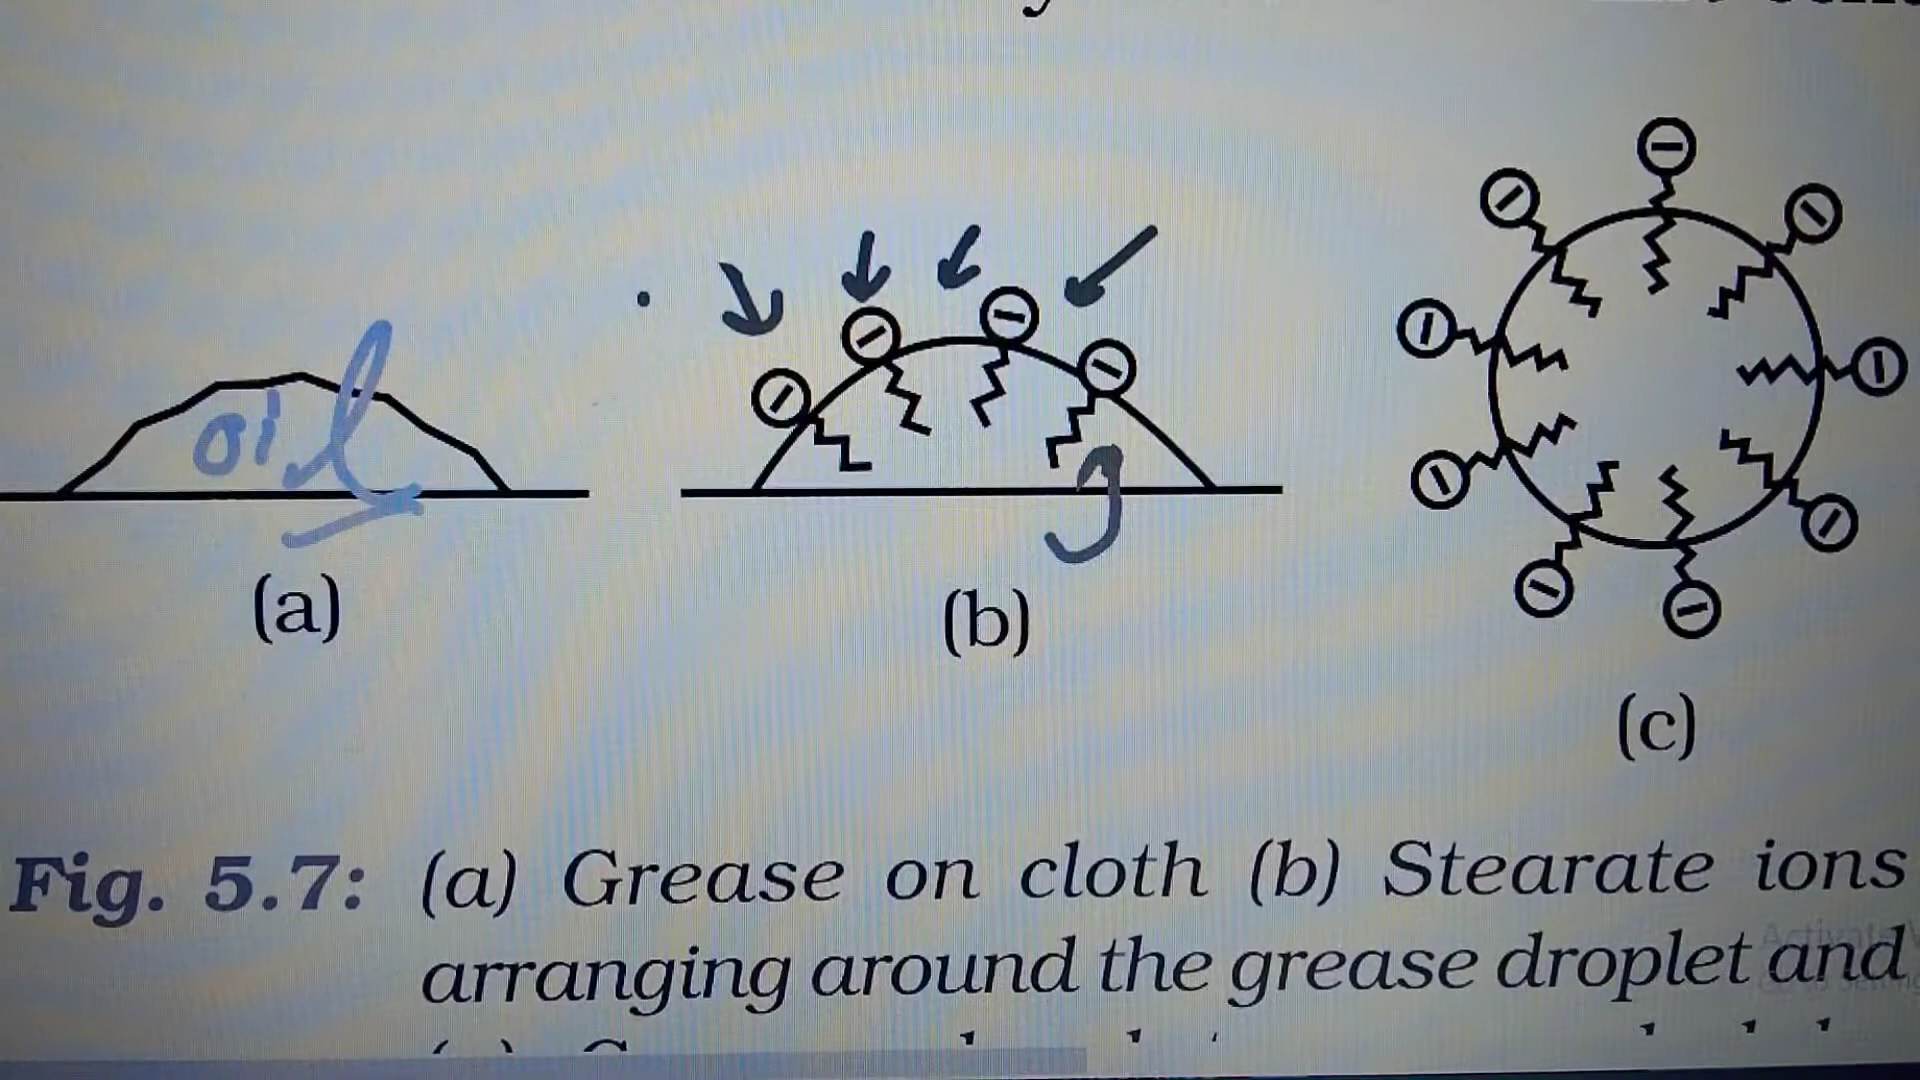 oil
g
(a)
(b)
(c)
Fig. 5.7: (a) Grease on cloth (b) Stearate ions
arranging around the grease droplet and